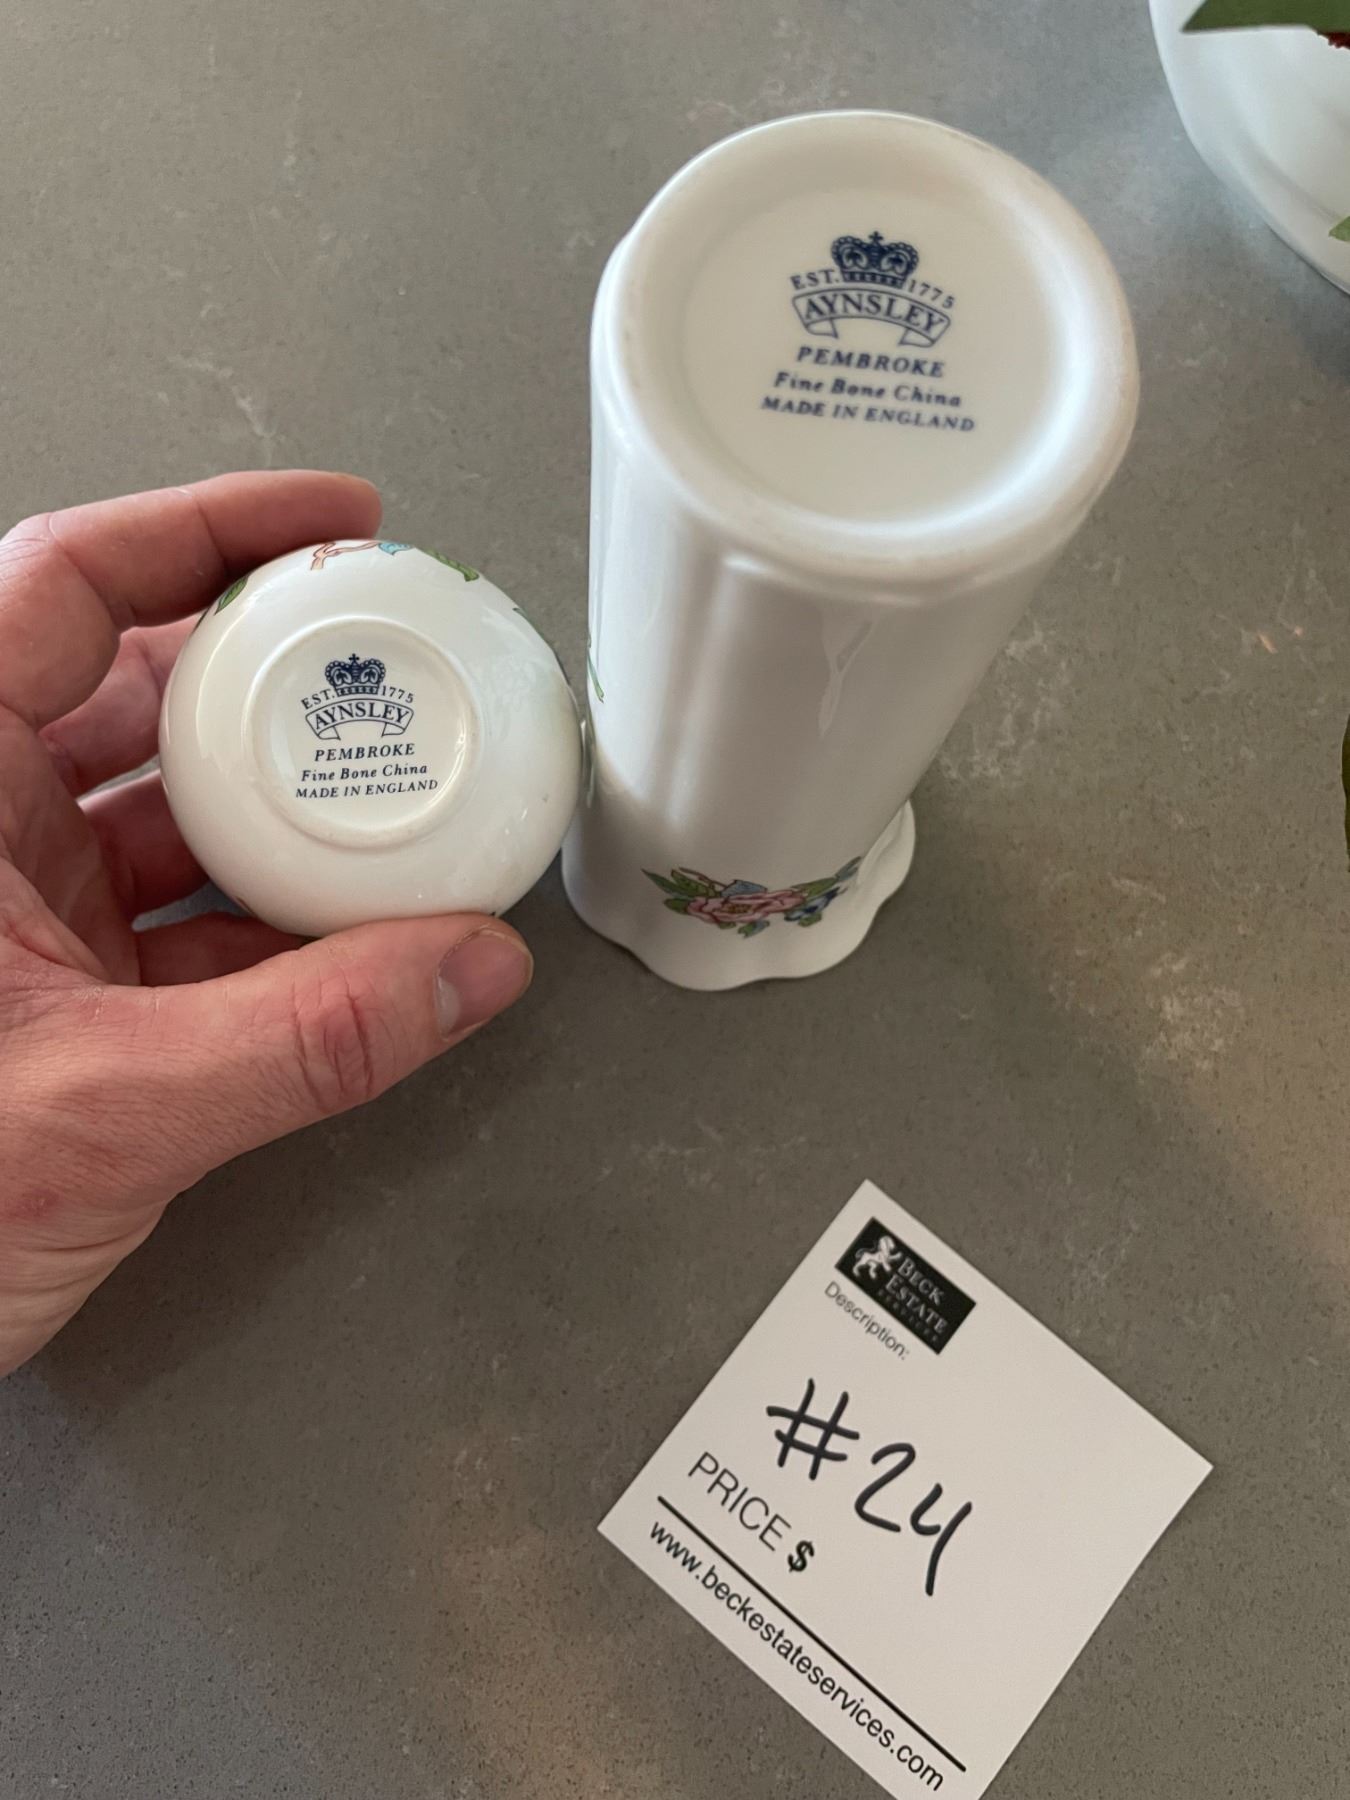 EST. 1775
AYNSLEY
PEMBROKE
Fine Bone China
MADE IN ENGLAND
EST. 1775
AYNSLEY
PEMBROKE
Fine Bone China
MADE IN ENGLAND
BECK
ESTATE
SERVICES
Description:
#24
PRICE $
www.beckestateservices.com